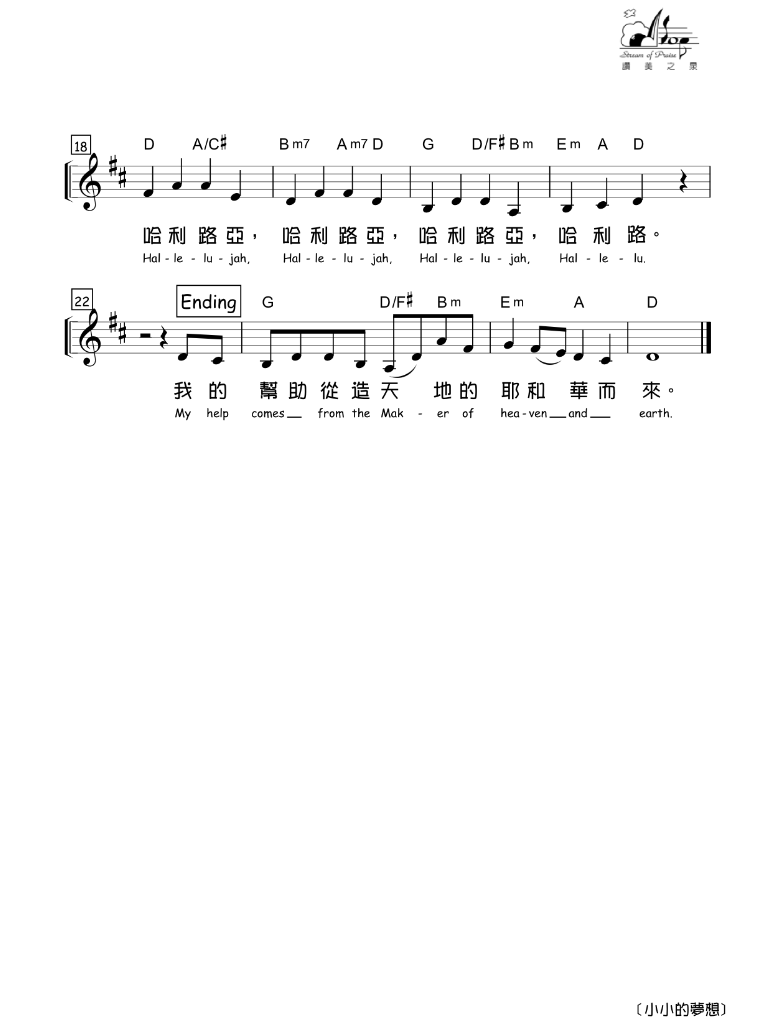 Stream of Praise
讚美之泉
18 D A/C# Bm7 Am7 D G D/F# Bm Em A D
哈利路亞，哈利路亞，哈利路亞，哈利路。
Hal-le-lu-jah, Hal-le-lu-jah, Hal-le-lu-jah, Hal-le-lu.
22 Ending G D/F# Bm Em A D
我的幫助從造天 地的耶和華而來。
My help comes__ from the Mak - er of hea-ven__and__ earth.
〔小小的夢想〕